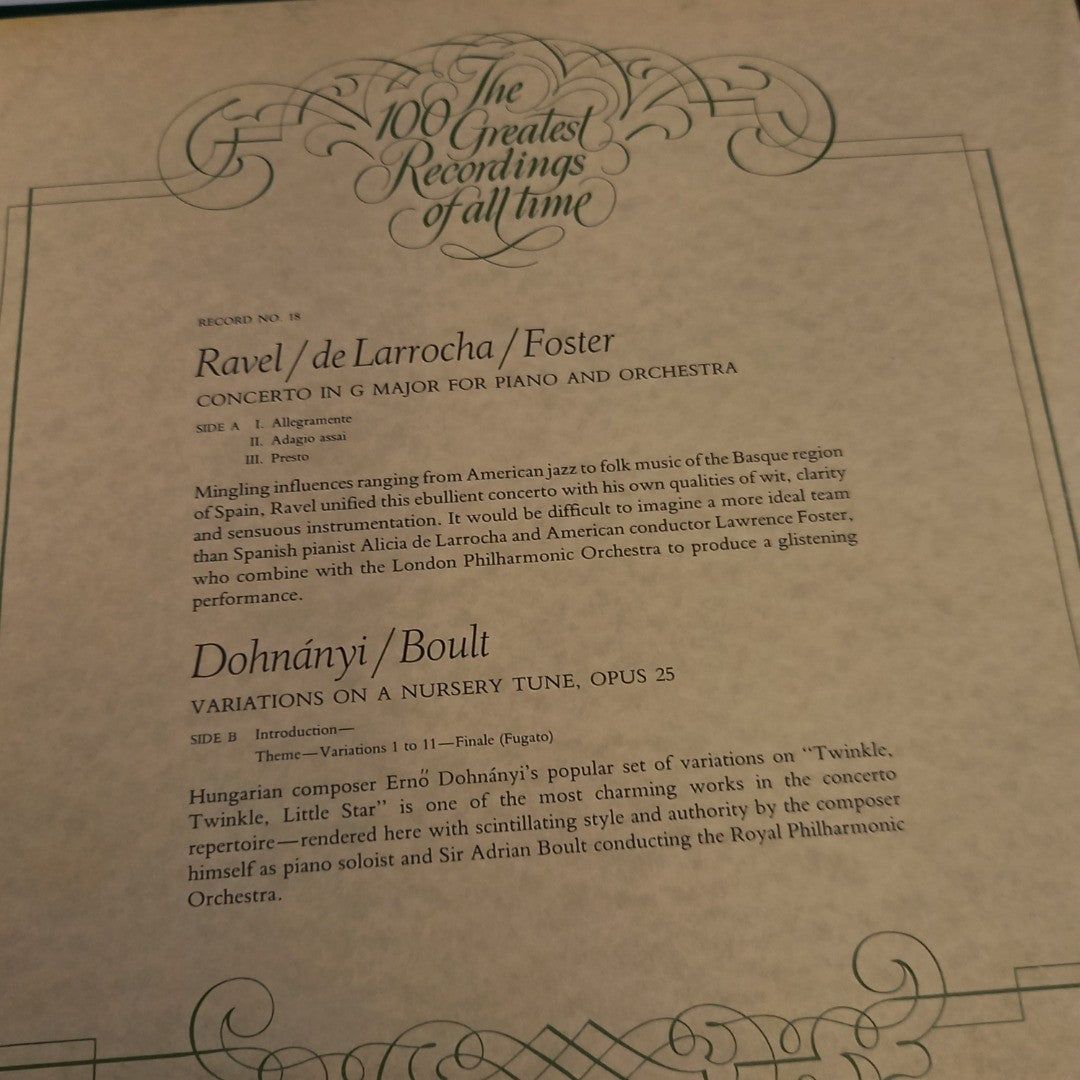 The
100 Greatest
Recordings
of all time
RECORD NO. 18
Ravel / de Larrocha / Foster
CONCERTO IN G MAJOR FOR PIANO AND ORCHESTRA
SIDE A I. Allegramente
II. Adagio assai
III. Presto
Mingling influences ranging from American jazz to folk music of the Basque region
of Spain, Ravel unified this ebullient concerto with his own qualities of wit, clarity
and sensuous instrumentation. It would be difficult to imagine a more ideal team
than Spanish pianist Alicia de Larrocha and American conductor Lawrence Foster,
who combine with the London Philharmonic Orchestra to produce a glistening
performance.
Dohnányi / Boult
VARIATIONS ON A NURSERY TUNE, OPUS 25
SIDE B Introduction—
Theme—Variations 1 to 11—Finale (Fugato)
Hungarian composer Ernő Dohnányi's popular set of variations on “Twinkle,
Twinkle, Little Star” is one of the most charming works in the concerto
repertoire—rendered here with scintillating style and authority by the composer
himself as piano soloist and Sir Adrian Boult conducting the Royal Philharmonic
Orchestra.